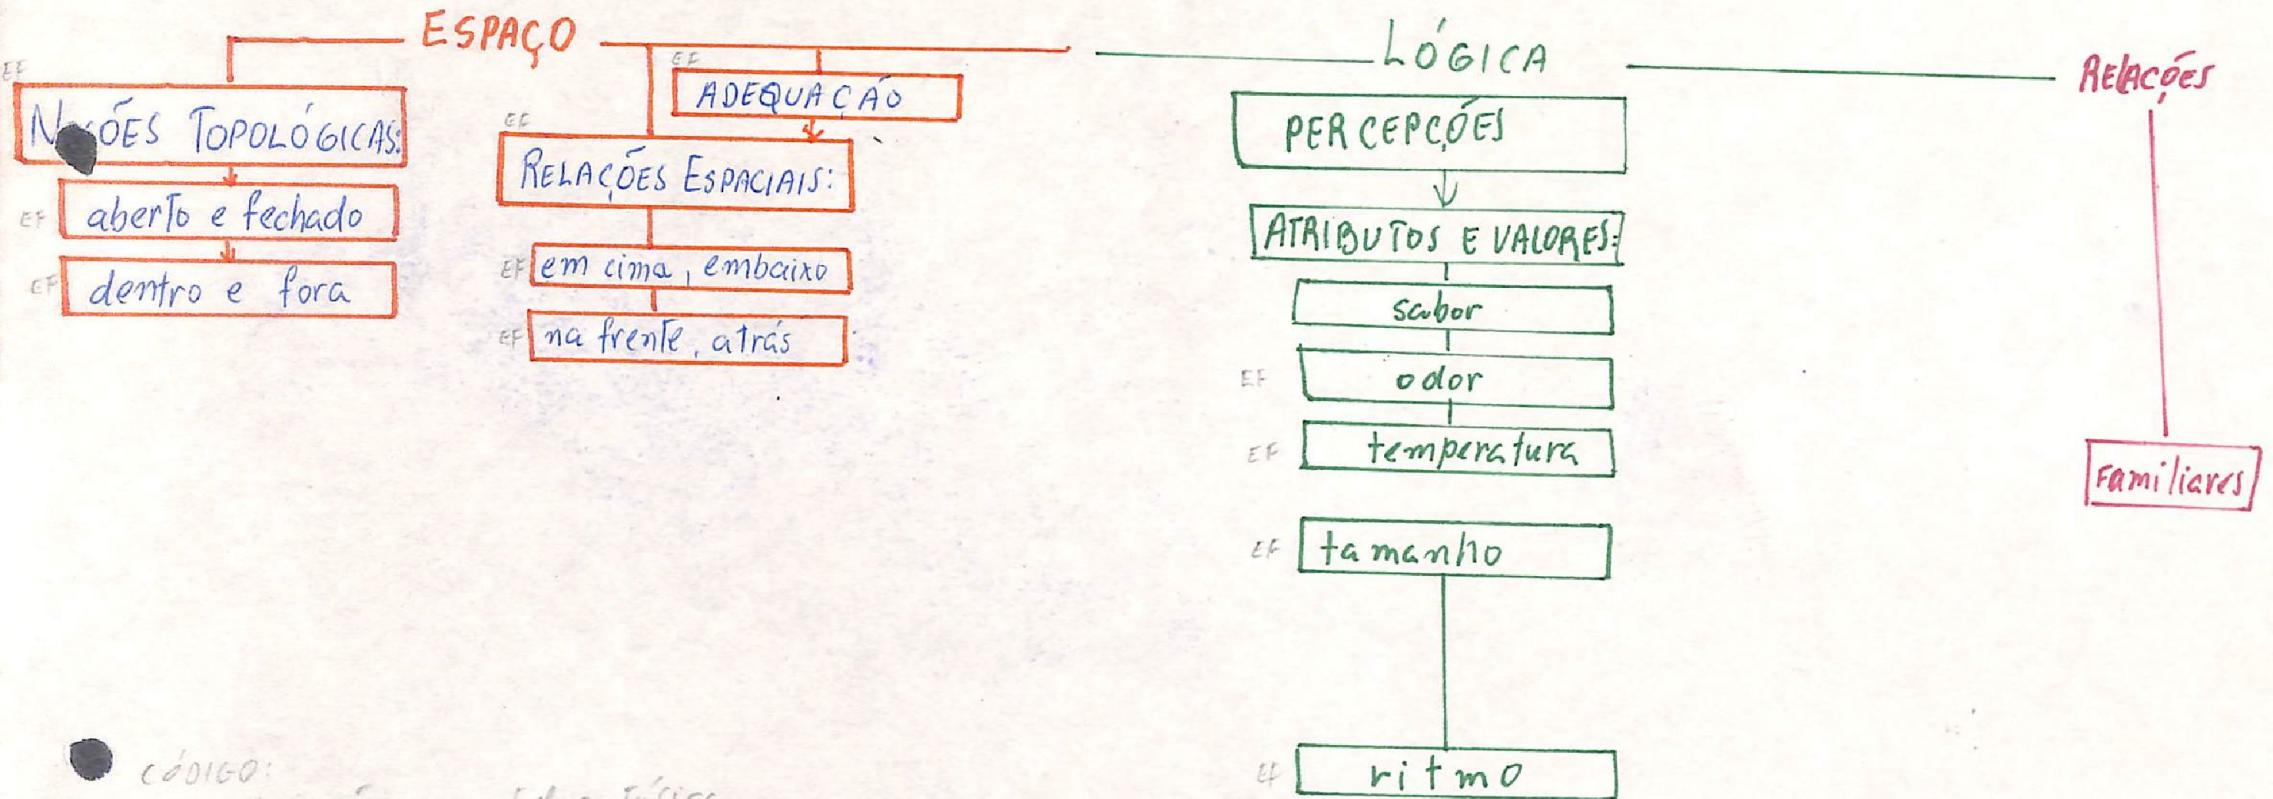 ESPAÇO
EF
NOÇÕES TOPOLÓGICAS:
EF aberto e fechado
EF dentro e fora
EF
ADEQUAÇÃO
EF
RELAÇÕES ESPACIAIS:
EF em cima, embaixo
EF na frente, atrás
LÓGICA
PERCEPÇÕES
ATRIBUTOS E VALORES:
sabor
EF odor
EF temperatura
EF tamanho
EF ritmo
RELAÇÕES
Familiares
CÓDIGO: